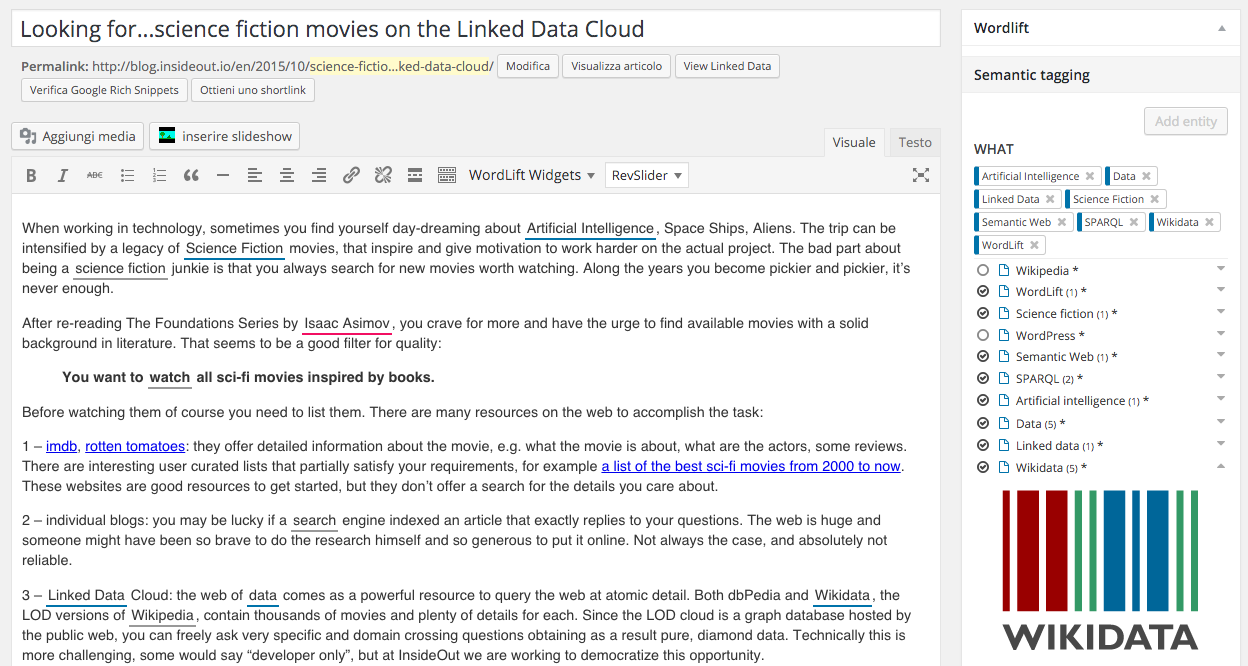 Looking for...science fiction movies on the Linked Data Cloud
Permalink: http://blog.insideout.io/en/2015/10/science-fictio...ked-data-cloud/ Modifica Visualizza articolo View Linked Data
Verifica Google Rich Snippets Ottieni uno shortlink
Aggiungi media inserire slideshow
Visuale Testo
B I ABC WordLift Widgets RevSlider
When working in technology, sometimes you find yourself day-dreaming about Artificial Intelligence, Space Ships, Aliens. The trip can be
intensified by a legacy of Science Fiction movies, that inspire and give motivation to work harder on the actual project. The bad part about
being a science fiction junkie is that you always search for new movies worth watching. Along the years you become pickier and pickier, it's
never enough.
After re-reading The Foundations Series by Isaac Asimov, you crave for more and have the urge to find available movies with a solid
background in literature. That seems to be a good filter for quality:
You want to watch all sci-fi movies inspired by books.
Before watching them of course you need to list them. There are many resources on the web to accomplish the task:
1 – imdb, rotten tomatoes: they offer detailed information about the movie, e.g. what the movie is about, what are the actors, some reviews.
There are interesting user curated lists that partially satisfy your requirements, for example a list of the best sci-fi movies from 2000 to now.
These websites are good resources to get started, but they don't offer a search for the details you care about.
2 – individual blogs: you may be lucky if a search engine indexed an article that exactly replies to your questions. The web is huge and
someone might have been so brave to do the research himself and so generous to put it online. Not always the case, and absolutely not
reliable.
3 – Linked Data Cloud: the web of data comes as a powerful resource to query the web at atomic detail. Both dbPedia and Wikidata, the
LOD versions of Wikipedia, contain thousands of movies and plenty of details for each. Since the LOD cloud is a graph database hosted by
the public web, you can freely ask very specific and domain crossing questions obtaining as a result pure, diamond data. Technically this is
more challenging, some would say "developer only", but at InsideOut we are working to democratize this opportunity.
Wordlift
Semantic tagging
Add entity
WHAT
Artificial Intelligence Data
Linked Data Science Fiction
Semantic Web SPARQL Wikidata
WordLift
Wikipedia *
WordLift (1) *
Science fiction (1) *
WordPress *
Semantic Web (1) *
SPARQL (2) *
Artificial intelligence (1) *
Data (5) *
Linked data (1) *
Wikidata (5) *
WIKIDATA